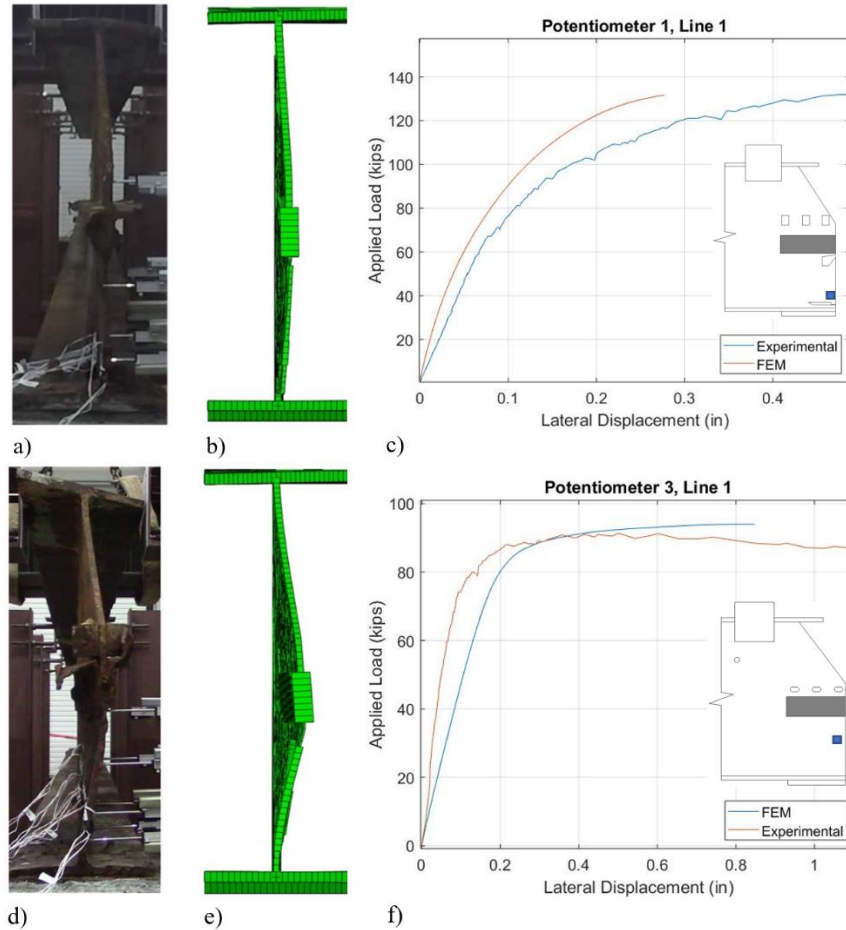 a)
b)
Potentiometer 1, Line 1
Applied Load (kips)
140
120
100
80
60
40
20
0
0.1
0.2
0.3
0.4
Lateral Displacement (in)
Experimental
FEM
c)
d)
e)
Potentiometer 3, Line 1
Applied Load (kips)
100
80
60
40
20
0
0
0.2
0.4
0.6
0.8
1
Lateral Displacement (in)
FEM
Experimental
f)